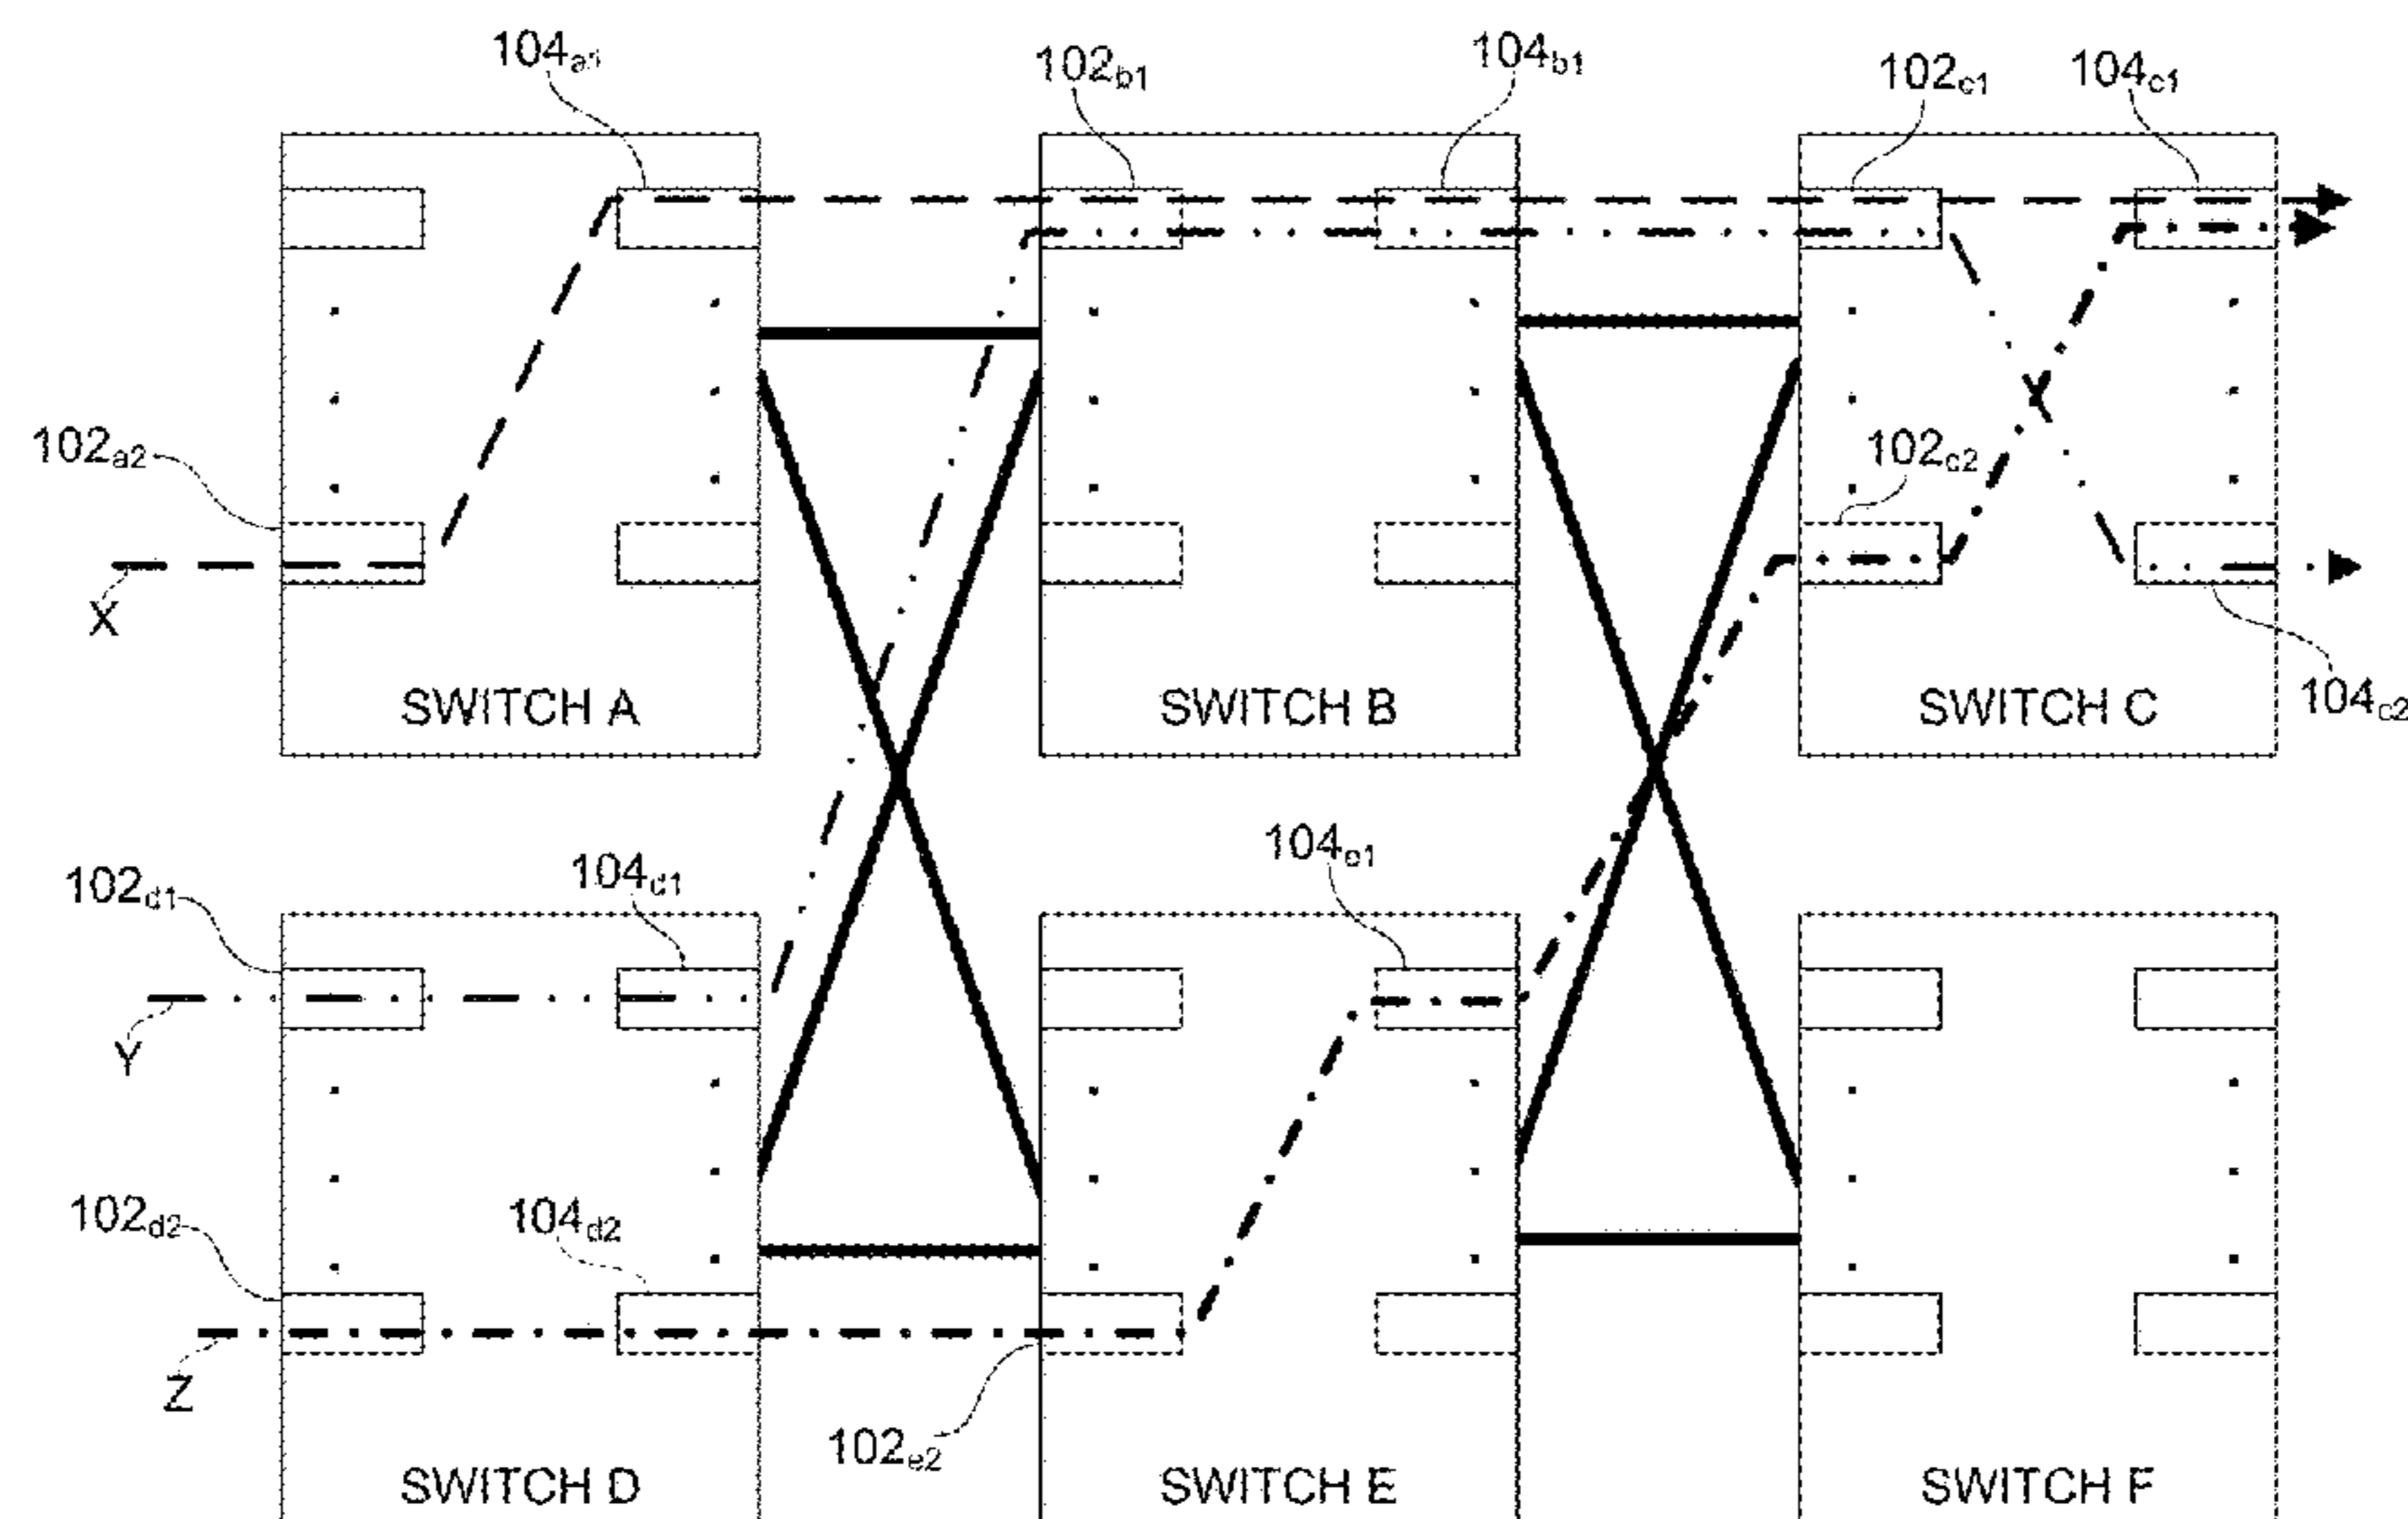 104a1
102b1
104b1
102c1
104c1
102a2
102c2
X
SWITCH A
SWITCH B
SWITCH C
104c2
102d1
104d1
104e1
Y
102d2
104d2
Z
102e2
SWITCH D
SWITCH E
SWITCH F